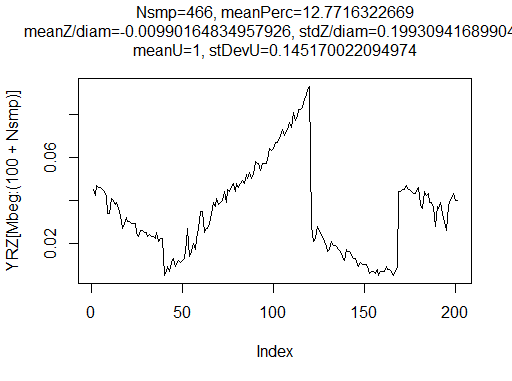 Nsmp=466, meanPerc=12.7716322669
meanZ/diam=-0.00990164834957926, stdZ/diam=0.19930941689904
meanU=1, stDevU=0.145170022094974
YRZ[Mbeg:(100 + Nsmp)]
0.06
0.02
0 50 100 150 200
Index